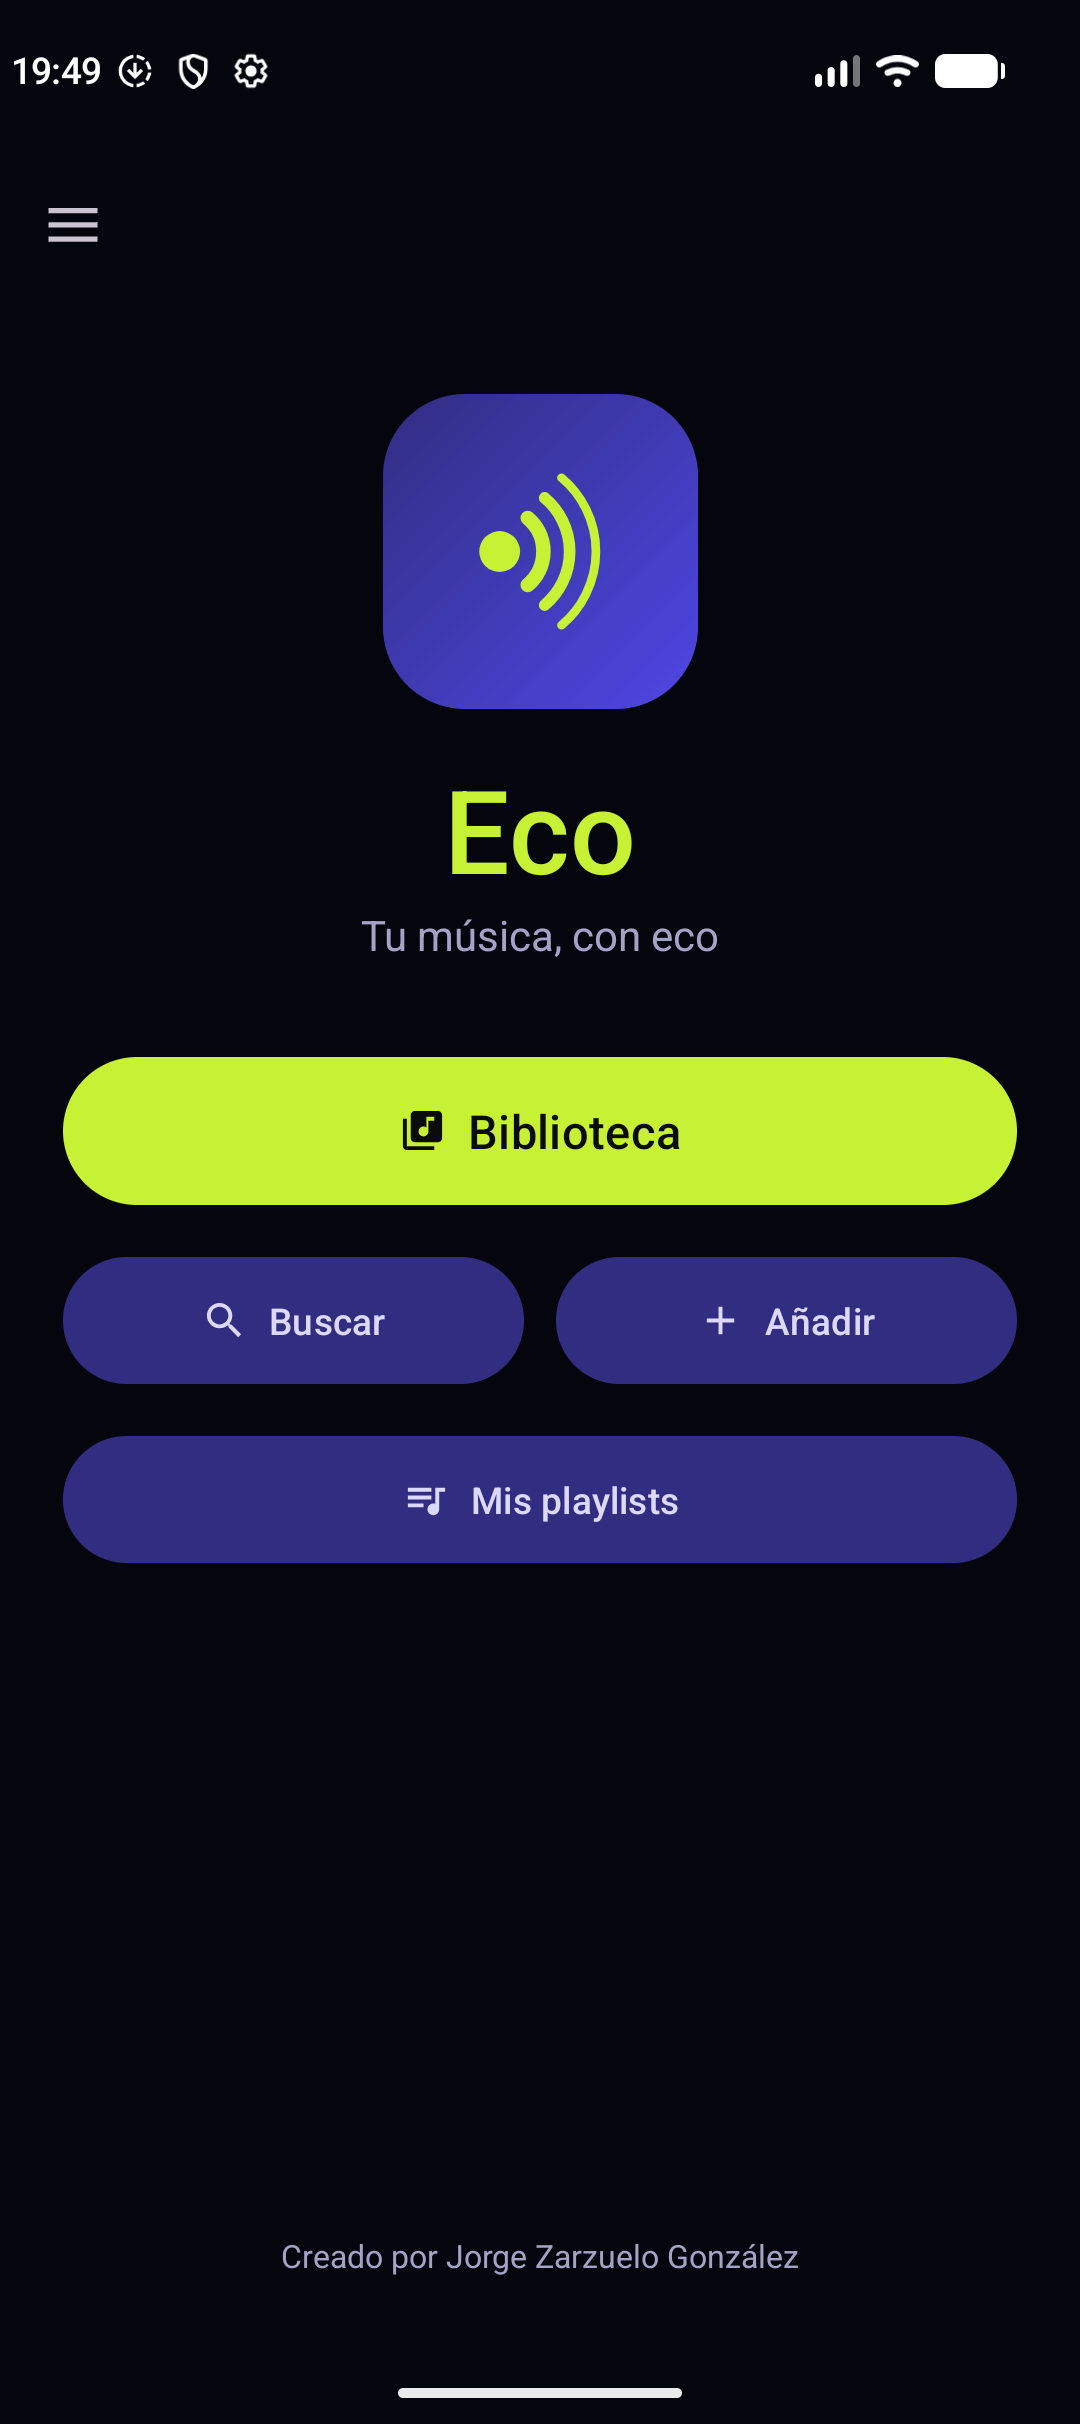 19:49
Eco
Tu música, con eco
Biblioteca
Buscar
Añadir
Mis playlists
Creado por Jorge Zarzuelo González